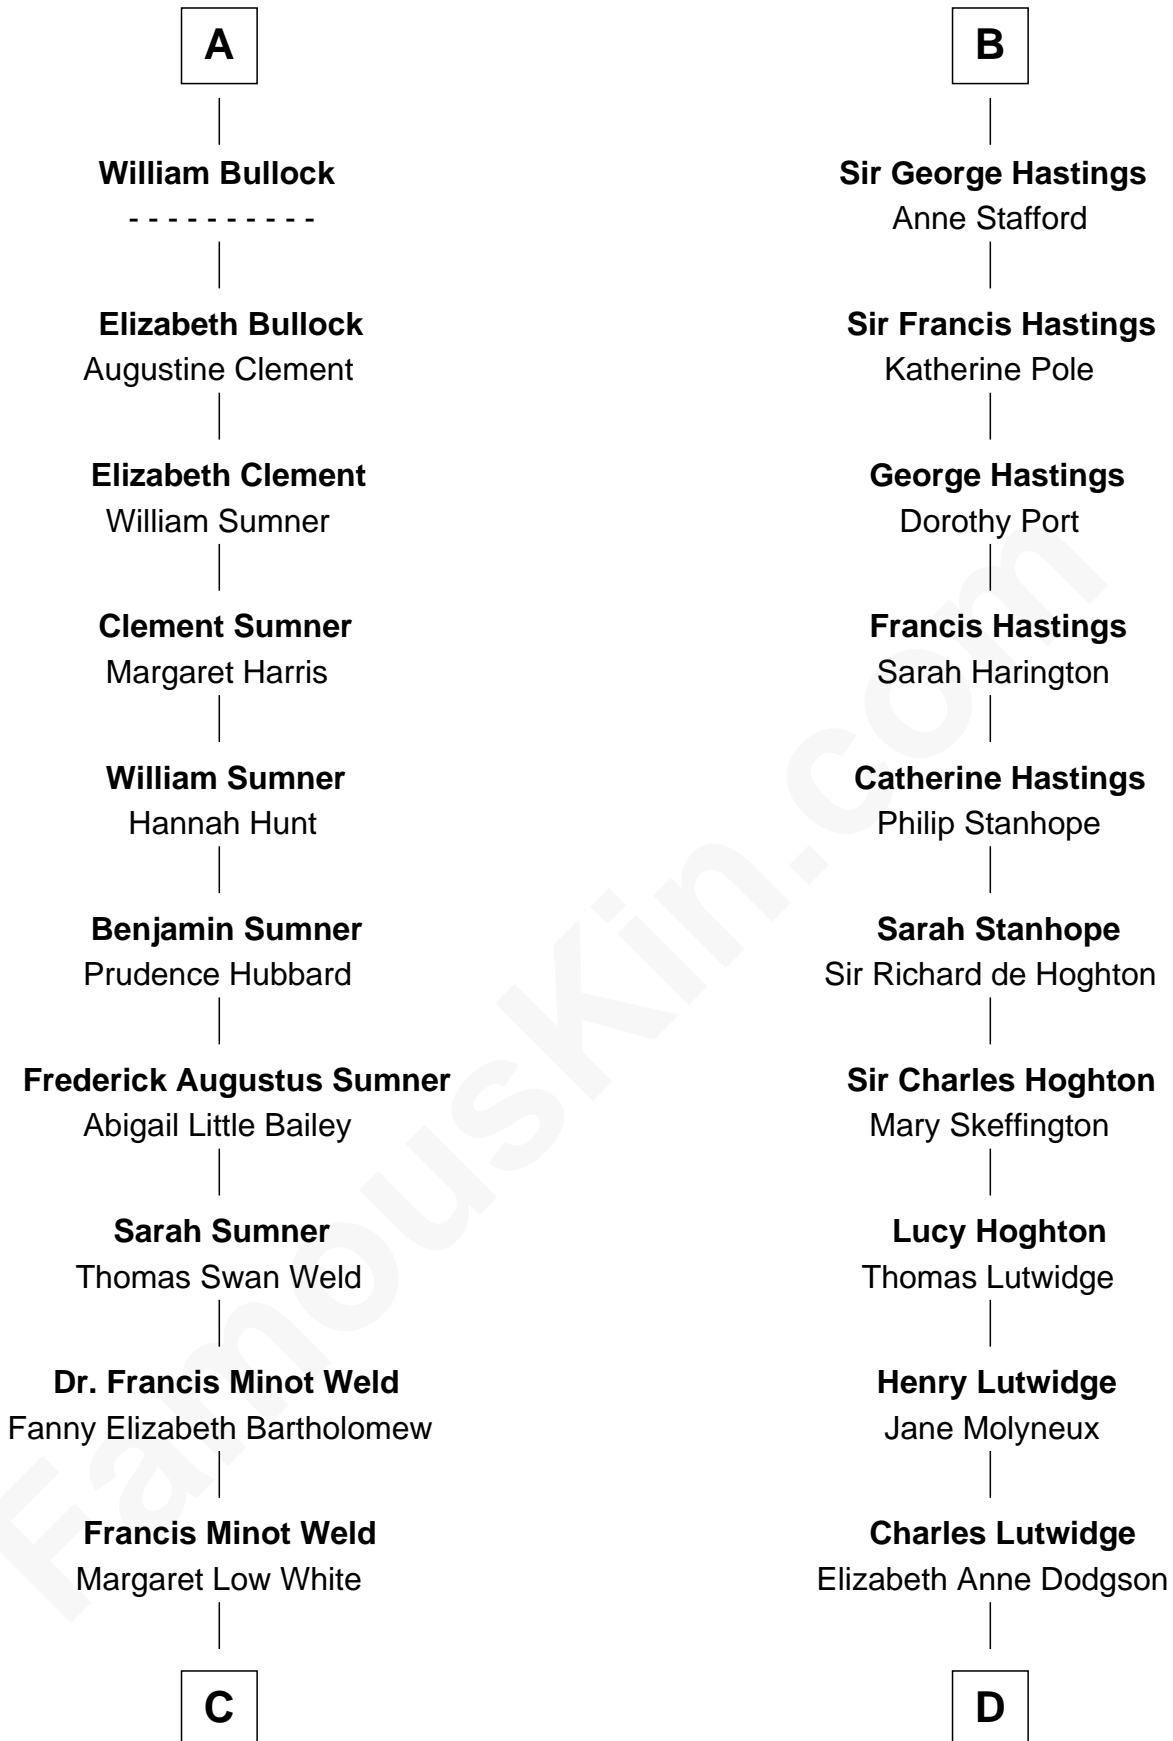 A
William Bullock
- - - - - - - - - -
Elizabeth Bullock
Augustine Clement
Elizabeth Clement
William Sumner
Clement Sumner
Margaret Harris
William Sumner
Hannah Hunt
Benjamin Sumner
Prudence Hubbard
Frederick Augustus Sumner
Abigail Little Bailey
Sarah Sumner
Thomas Swan Weld
Dr. Francis Minot Weld
Fanny Elizabeth Bartholomew
Francis Minot Weld
Margaret Low White
C
B
Sir George Hastings
Anne Stafford
Sir Francis Hastings
Katherine Pole
George Hastings
Dorothy Port
Francis Hastings
Sarah Harington
Catherine Hastings
Philip Stanhope
Sarah Stanhope
Sir Richard de Hoghton
Sir Charles Hoghton
Mary Skeffington
Lucy Hoghton
Thomas Lutwidge
Henry Lutwidge
Jane Molyneux
Charles Lutwidge
Elizabeth Anne Dodgson
D
FamousKin.com